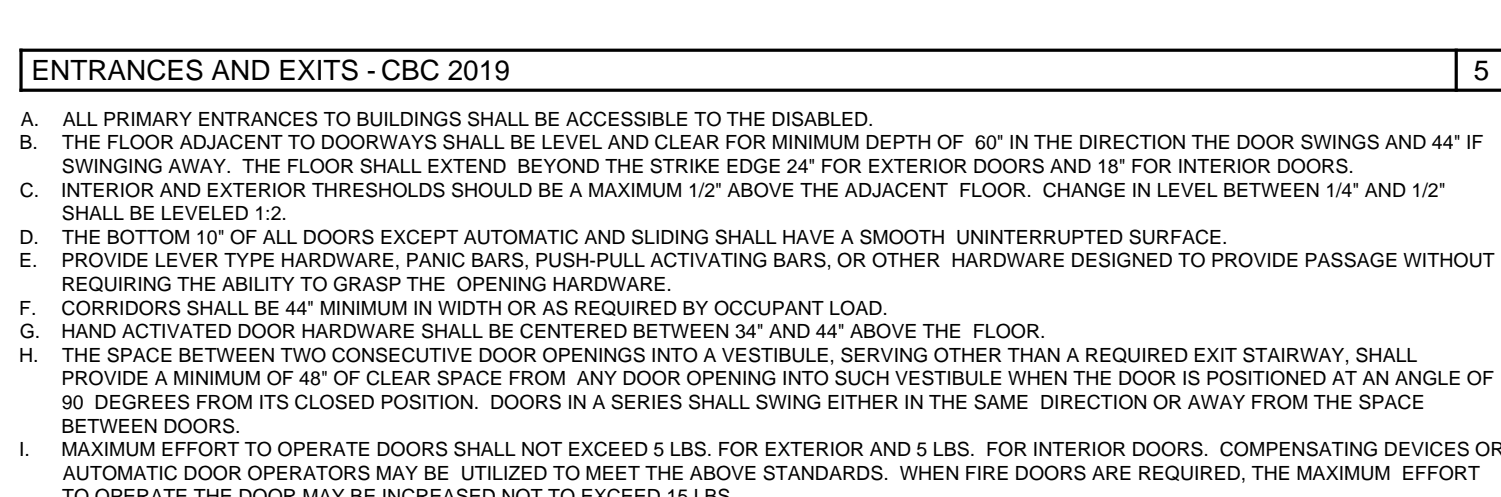 ENTRANCES AND EXITS - CBC 2019 5
A. ALL PRIMARY ENTRANCES TO BUILDINGS SHALL BE ACCESSIBLE TO THE DISABLED.
B. THE FLOOR ADJACENT TO DOORWAYS SHALL BE LEVEL AND CLEAR FOR MINIMUM DEPTH OF 60" IN THE DIRECTION THE DOOR SWINGS AND 44" IF
SWINGING AWAY. THE FLOOR SHALL EXTEND BEYOND THE STRIKE EDGE 24" FOR EXTERIOR DOORS AND 18" FOR INTERIOR DOORS.
C. INTERIOR AND EXTERIOR THRESHOLDS SHOULD BE A MAXIMUM 1/2" ABOVE THE ADJACENT FLOOR. CHANGE IN LEVEL BETWEEN 1/4" AND 1/2"
SHALL BE LEVELED 1:2.
D. THE BOTTOM 10" OF ALL DOORS EXCEPT AUTOMATIC AND SLIDING SHALL HAVE A SMOOTH UNINTERRUPTED SURFACE.
E. PROVIDE LEVER TYPE HARDWARE, PANIC BARS, PUSH-PULL ACTIVATING BARS, OR OTHER HARDWARE DESIGNED TO PROVIDE PASSAGE WITHOUT
REQUIRING THE ABILITY TO GRASP THE OPENING HARDWARE.
F. CORRIDORS SHALL BE 44" MINIMUM IN WIDTH OR AS REQUIRED BY OCCUPANT LOAD.
G. HAND ACTIVATED DOOR HARDWARE SHALL BE CENTERED BETWEEN 34" AND 44" ABOVE THE FLOOR.
H. THE SPACE BETWEEN TWO CONSECUTIVE DOOR OPENINGS INTO A VESTIBULE, SERVING OTHER THAN A REQUIRED EXIT STAIRWAY, SHALL
PROVIDE A MINIMUM OF 48" OF CLEAR SPACE FROM ANY DOOR OPENING INTO SUCH VESTIBULE WHEN THE DOOR IS POSITIONED AT AN ANGLE OF
90 DEGREES FROM ITS CLOSED POSITION. DOORS IN A SERIES SHALL SWING EITHER IN THE SAME DIRECTION OR AWAY FROM THE SPACE
BETWEEN DOORS.
I. MAXIMUM EFFORT TO OPERATE DOORS SHALL NOT EXCEED 5 LBS. FOR EXTERIOR AND 5 LBS. FOR INTERIOR DOORS. COMPENSATING DEVICES OR
AUTOMATIC DOOR OPERATORS MAY BE UTILIZED TO MEET THE ABOVE STANDARDS. WHEN FIRE DOORS ARE REQUIRED, THE MAXIMUM EFFORT
TO OPERATE THE DOOR MAY BE INCREASED NOT TO EXCEED 15 LBS.